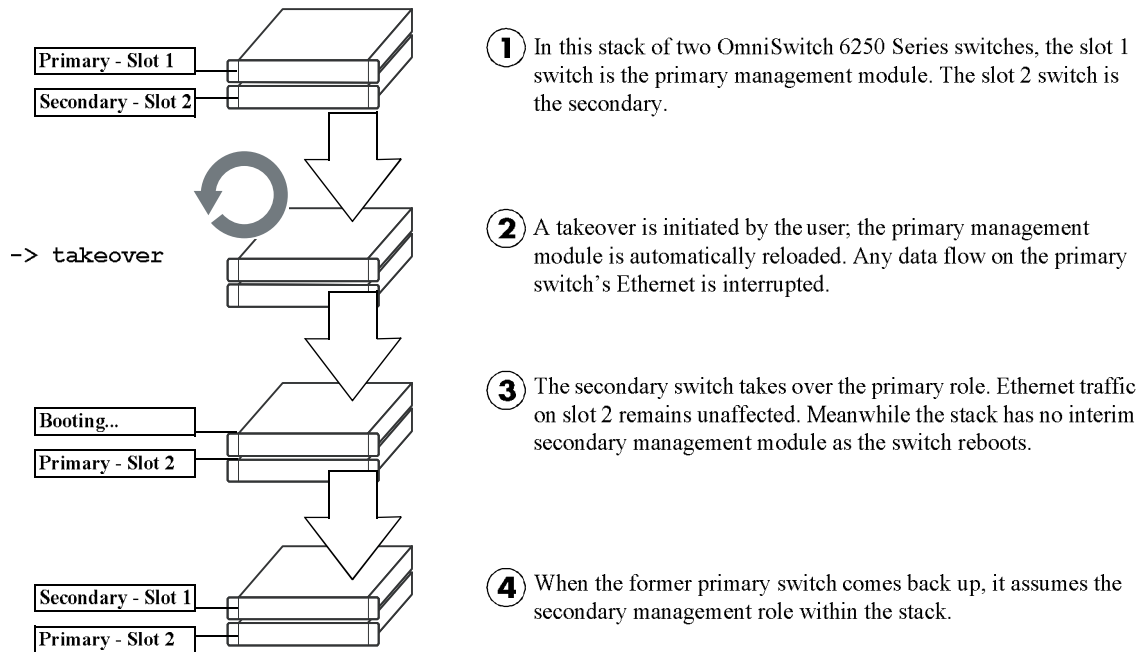 Primary - Slot 1
Secondary - Slot 2
1 In this stack of two OmniSwitch 6250 Series switches, the slot 1
switch is the primary management module. The slot 2 switch is
the secondary.
-> takeover
2 A takeover is initiated by the user; the primary management
module is automatically reloaded. Any data flow on the primary
switch’s Ethernet is interrupted.
Booting...
Primary - Slot 2
3 The secondary switch takes over the primary role. Ethernet traffic
on slot 2 remains unaffected. Meanwhile the stack has no interim
secondary management module as the switch reboots.
Secondary - Slot 1
Primary - Slot 2
4 When the former primary switch comes back up, it assumes the
secondary management role within the stack.